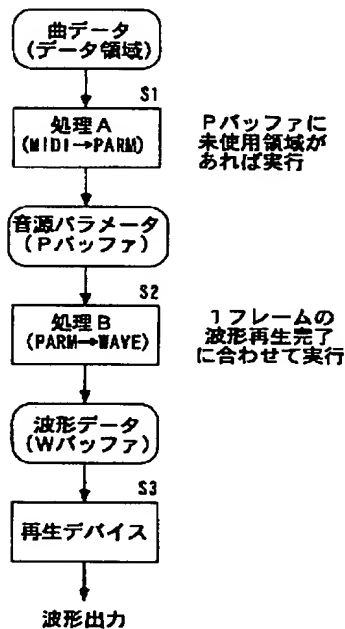 曲データ
(データ領域)
S1
処理A
(MIDI→PARM)
Pバッファに
未使用領域が
あれば実行
音源パラメータ
(Pバッファ)
S2
処理B
(PARM→WAVE)
1フレームの
波形再生完了
に合わせて実行
波形データ
(Wバッファ)
S3
再生デバイス
波形出力